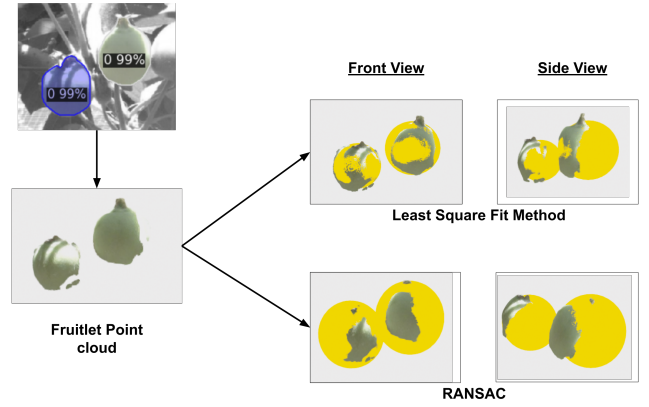 0 99%
0 99%
Front View
Side View
Least Square Fit Method
Fruitlet Point
cloud
RANSAC